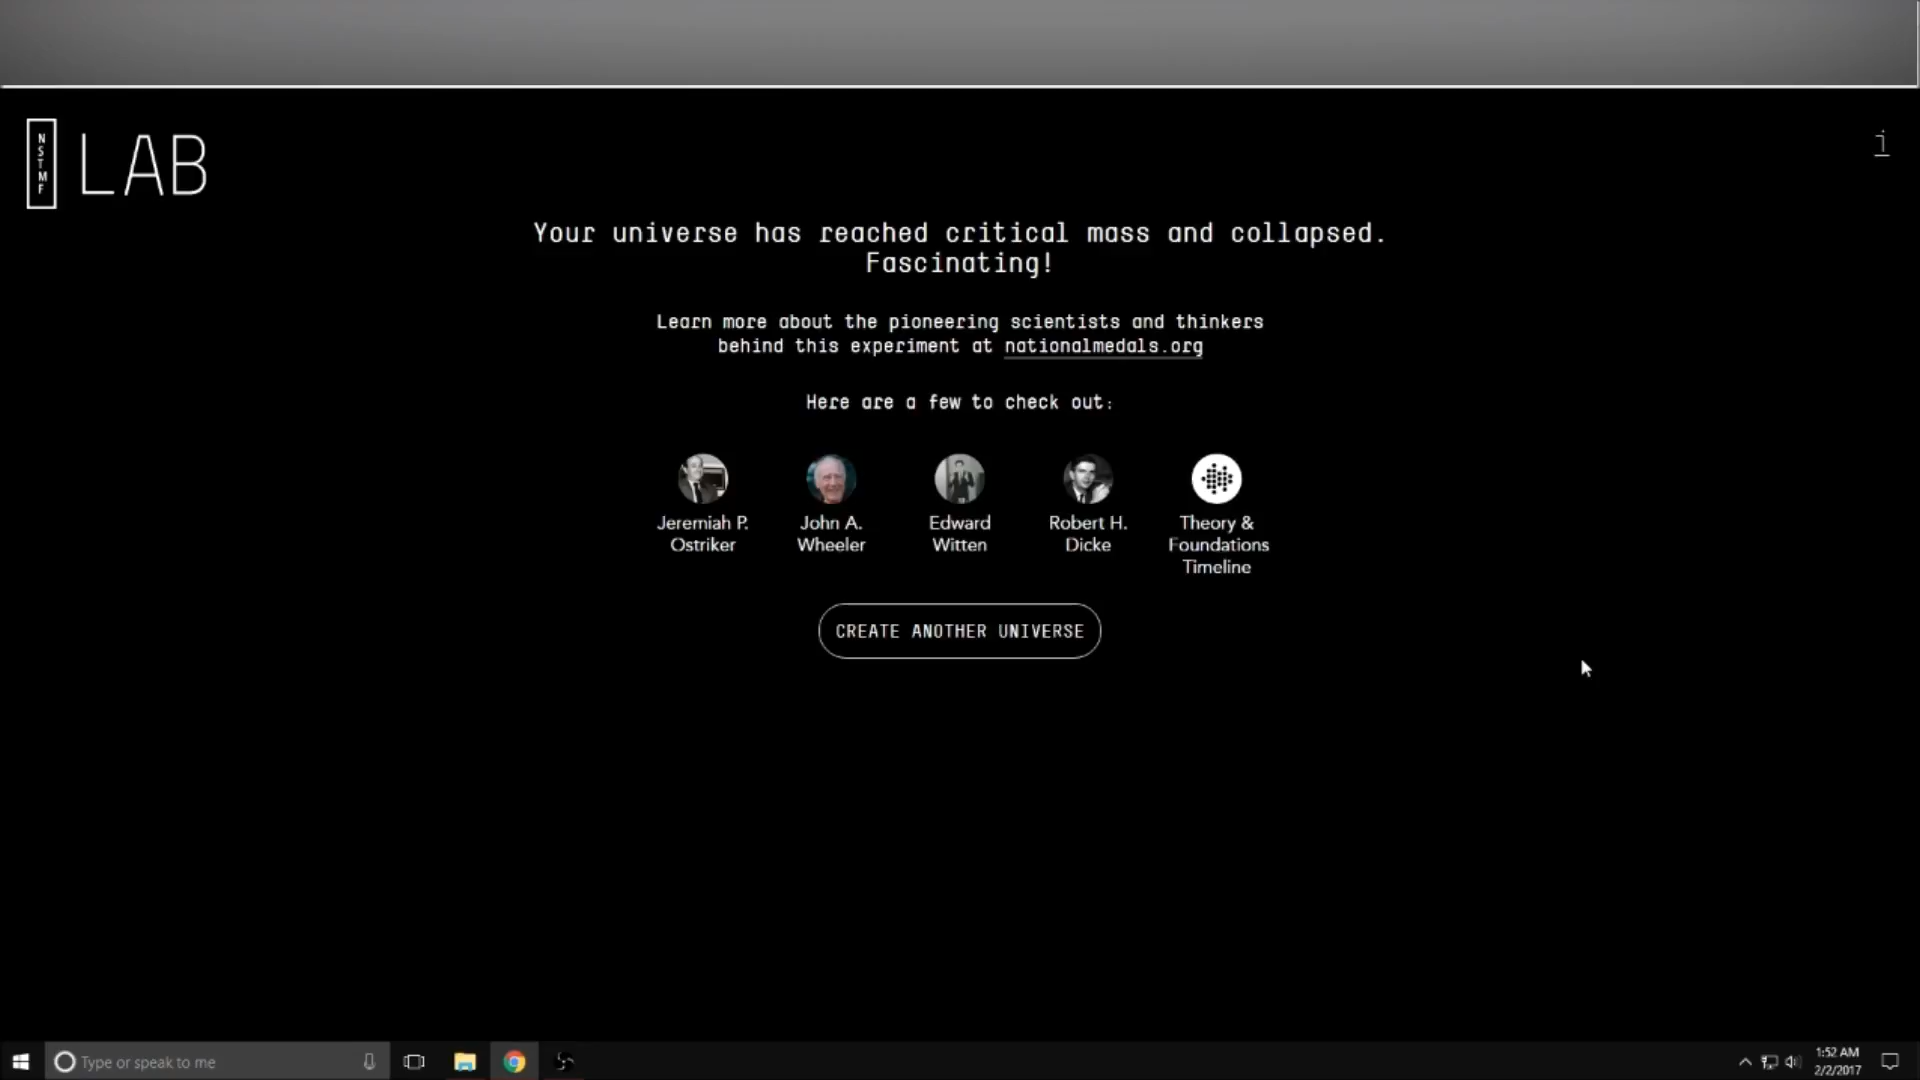 NSTMF
LAB
i
Your universe has reached critical mass and collapsed.
Fascinating!
Learn more about the pioneering scientists and thinkers
behind this experiment at nationalmedals.org
Here are a few to check out:
Jeremiah P.
Ostriker
John A.
Wheeler
Edward
Witten
Robert H.
Dicke
Theory &
Foundations
Timeline
CREATE ANOTHER UNIVERSE
Type or speak to me
1:52 AM
2/2/2017